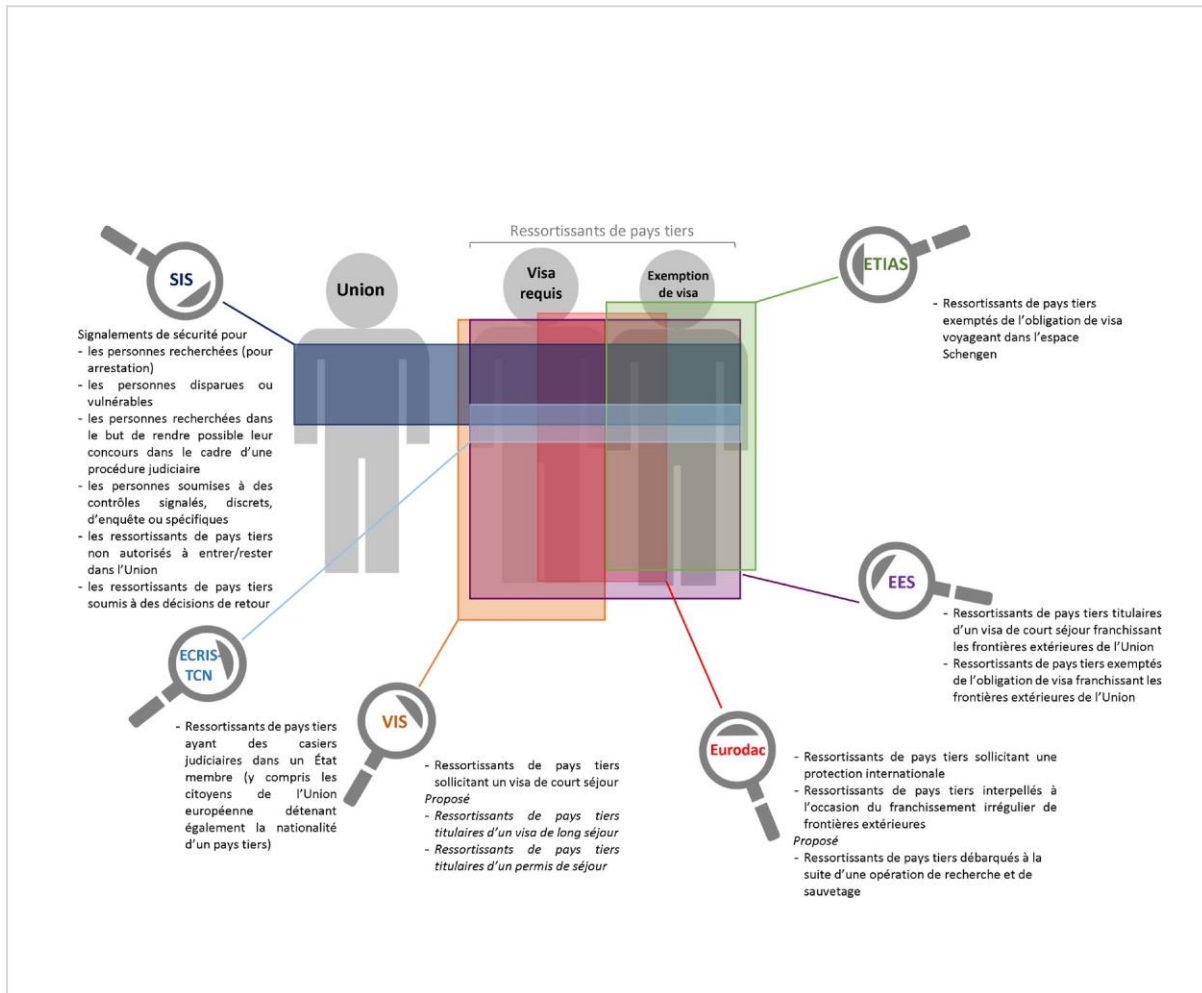 Ressortissants de pays tiers
SIS
Union
Visa
requis
Exemption
de visa
ETIAS
Signalements de sécurité pour
- les personnes recherchées (pour
arrestation)
- les personnes disparues ou
vulnérables
- les personnes recherchées dans
le but de rendre possible leur
concours dans le cadre d'une
procédure judiciaire
- les personnes soumises à des
contrôles signalés, discrets,
d'enquête ou spécifiques
- les ressortissants de pays tiers
non autorisés à entrer/rester
dans l'Union
- les ressortissants de pays tiers
soumis à des décisions de retour
- Ressortissants de pays tiers
exemptés de l'obligation de visa
voyageant dans l'espace
Schengen
EES
- Ressortissants de pays tiers titulaires
d'un visa de court séjour franchissant
les frontières extérieures de l'Union
- Ressortissants de pays tiers exemptés
de l'obligation de visa franchissant les
frontières extérieures de l'Union
ECRIS-
TCN
- Ressortissants de pays tiers
ayant des casiers
judiciaires dans un État
membre (y compris les
citoyens de l'Union
européenne détenant
également la nationalité
d'un pays tiers)
VIS
- Ressortissants de pays tiers
sollicitant un visa de court séjour
Proposé
- Ressortissants de pays tiers
titulaires d'un visa de long séjour
- Ressortissants de pays tiers
titulaires d'un permis de séjour
Eurodac
- Ressortissants de pays tiers sollicitant une
protection internationale
- Ressortissants de pays tiers interpellés à
l'occasion du franchissement irrégulier de
frontières extérieures
Proposé
- Ressortissants de pays tiers débarqués à la
suite d'une opération de recherche et de
sauvetage